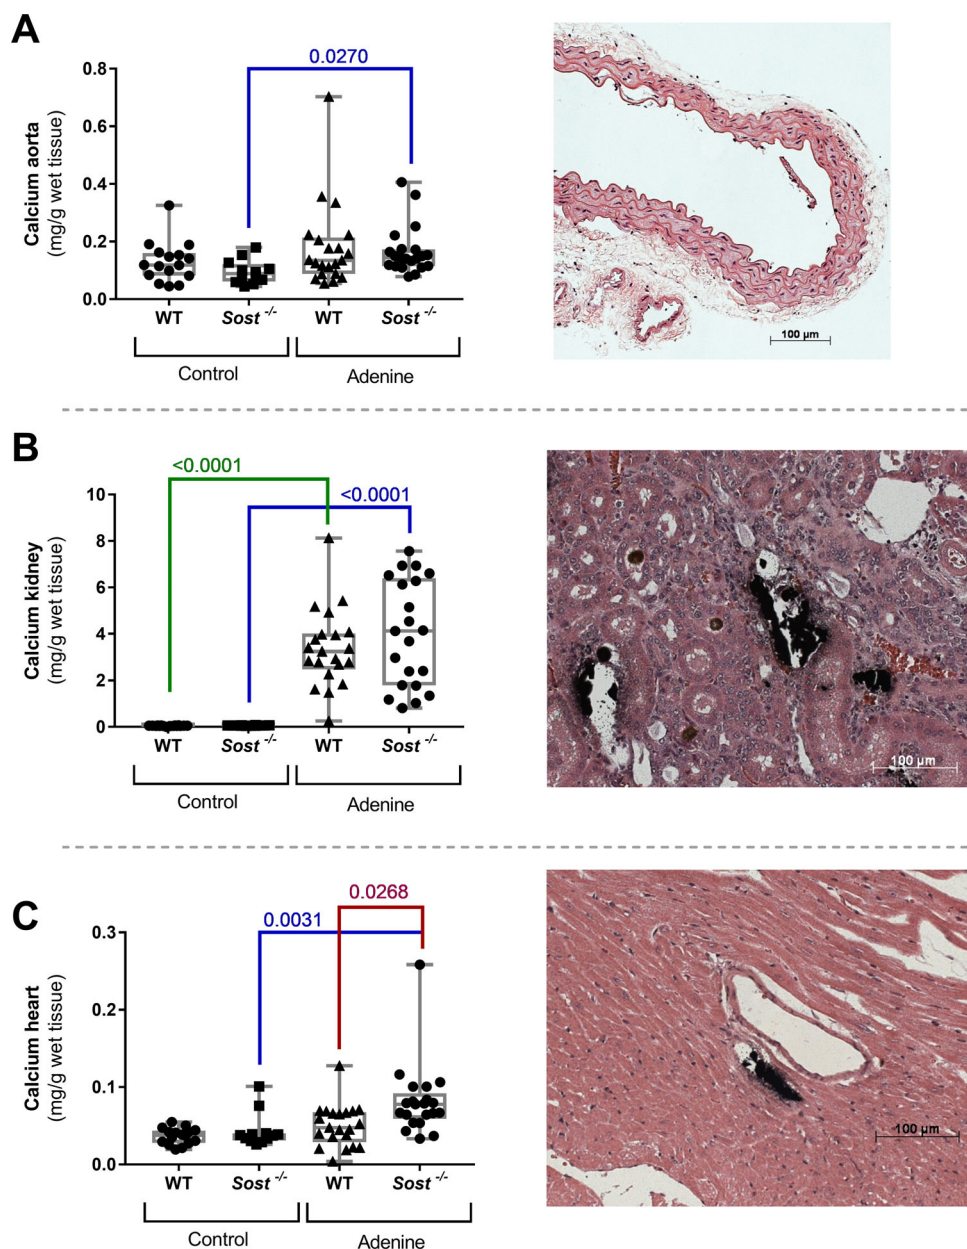 A
0.0270
Calcium aorta
(mg/g wet tissue)
0.8
0.6
0.4
0.2
0.0
WT
Sost -/-
WT
Sost -/-
Control
Adenine
100 µm
B
<0.0001
<0.0001
Calcium kidney
(mg/g wet tissue)
10
8
6
4
2
0
WT
Sost -/-
WT
Sost -/-
Control
Adenine
100 µm
C
0.0268
0.0031
Calcium heart
(mg/g wet tissue)
0.3
0.2
0.1
0.0
WT
Sost -/-
WT
Sost -/-
Control
Adenine
100 µm